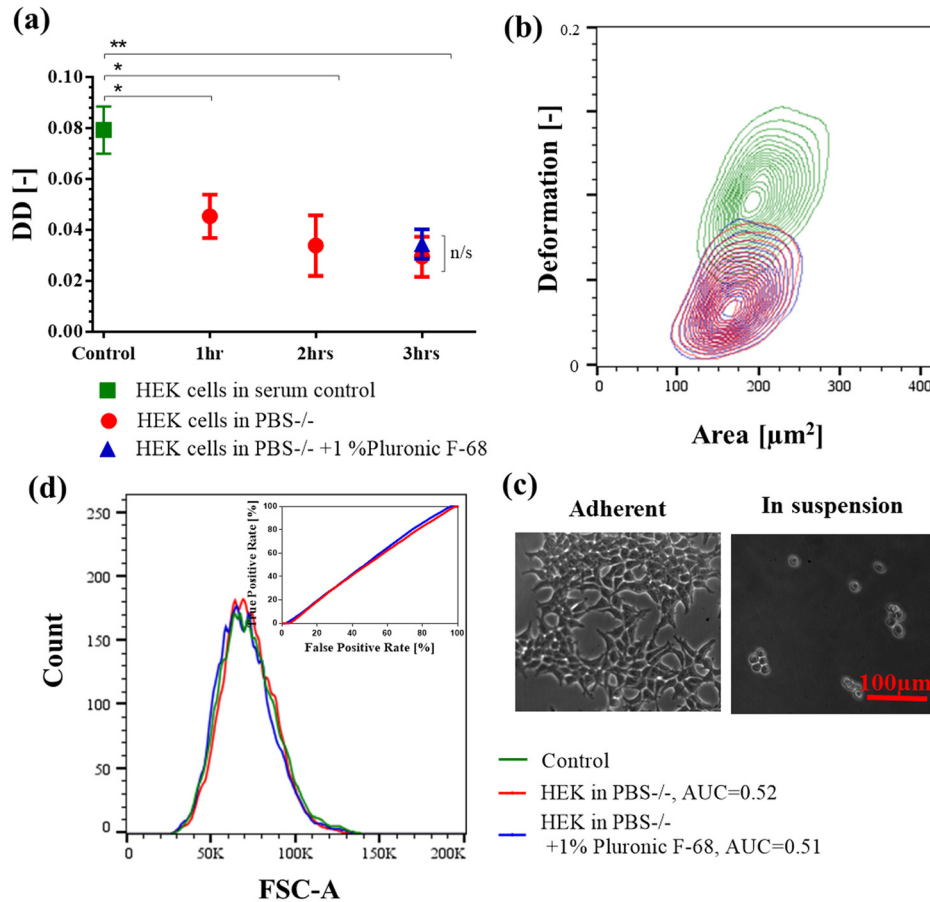 (a)
**
*
*
0.10
0.08
0.06
0.04
0.02
0.00
DD [-]
n/s
Control 1hr 2hrs 3hrs
HEK cells in serum control
HEK cells in PBS-/-
HEK cells in PBS-/- +1 %Pluronic F-68
(b)
0.2
Deformation [-]
0
0 100 200 300 400
Area [µm²]
(d)
250
200
150
100
50
0
Count
0 50K 100K 150K 200K
FSC-A
100
80
60
40
20
0
True Positive Rate [%]
0 20 40 60 80 100
False Positive Rate [%]
(c)
Adherent
In suspension
100µm
Control
HEK in PBS-/-, AUC=0.52
HEK in PBS-/-
+1% Pluronic F-68, AUC=0.51